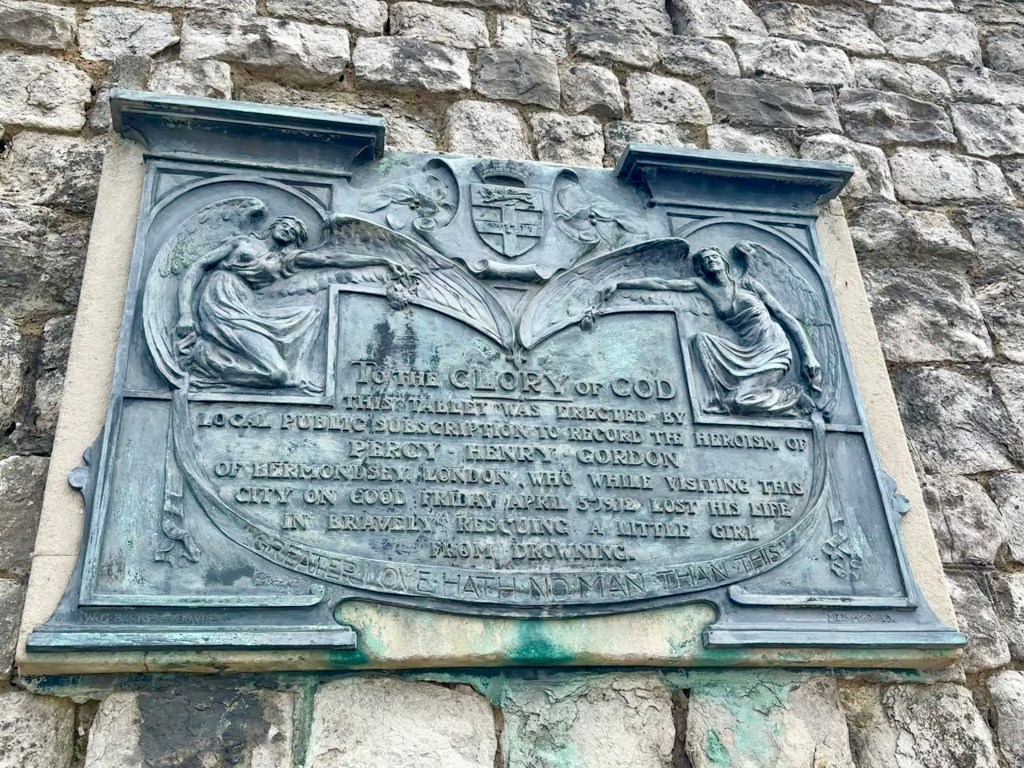 TO THE GLORY OF GOD
THIS TABLET WAS ERECTED BY
LOCAL PUBLIC SUBSCRIPTION TO RECORD THE HEROISM OF
PERCY · HENRY · GORDON
OF BERMONDSEY, LONDON, WHO WHILE VISITING THIS
CITY ON GOOD FRIDAY APRIL 5TH 1912, LOST HIS LIFE
IN BRAVELY RESCUING A LITTLE GIRL
FROM DROWNING.
"GREATER LOVE HATH NO MAN THAN THIS"